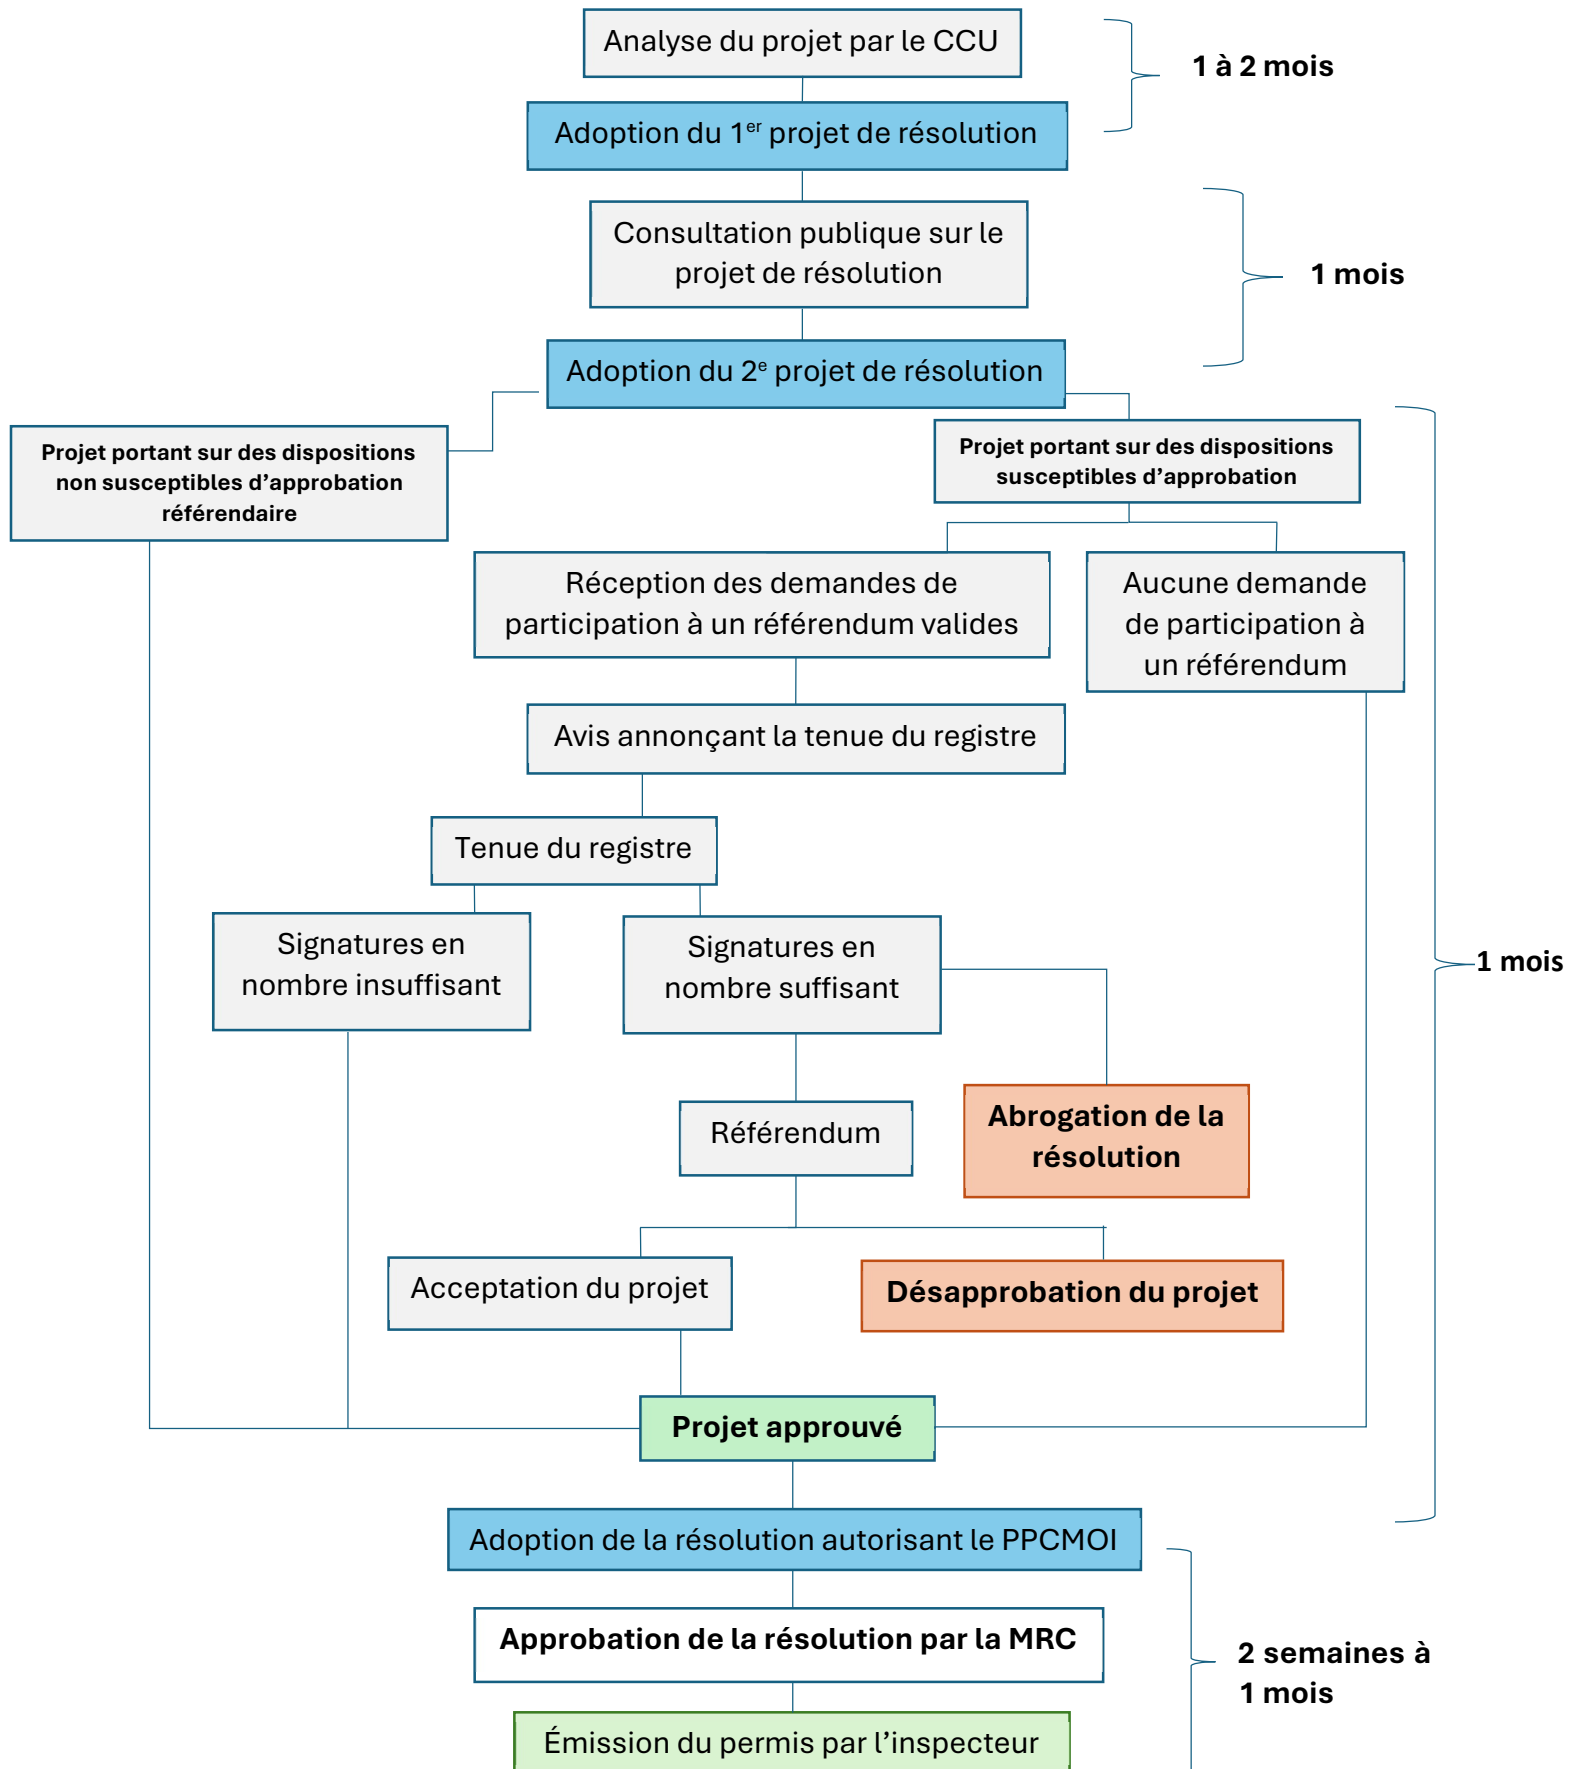 Analyse du projet par le CCU
1 à 2 mois
Adoption du 1er projet de résolution
Consultation publique sur le
projet de résolution
1 mois
Adoption du 2e projet de résolution
Projet portant sur des dispositions
non susceptibles d’approbation
référendaire
Projet portant sur des dispositions
susceptibles d’approbation
Réception des demandes de
participation à un référendum valides
Aucune demande
de participation à
un référendum
Avis annonçant la tenue du registre
Tenue du registre
Signatures en
nombre insuffisant
Signatures en
nombre suffisant
1 mois
Référendum
Abrogation de la
résolution
Acceptation du projet
Désapprobation du projet
Projet approuvé
Adoption de la résolution autorisant le PPCMOI
Approbation de la résolution par la MRC
2 semaines à
1 mois
Émission du permis par l’inspecteur